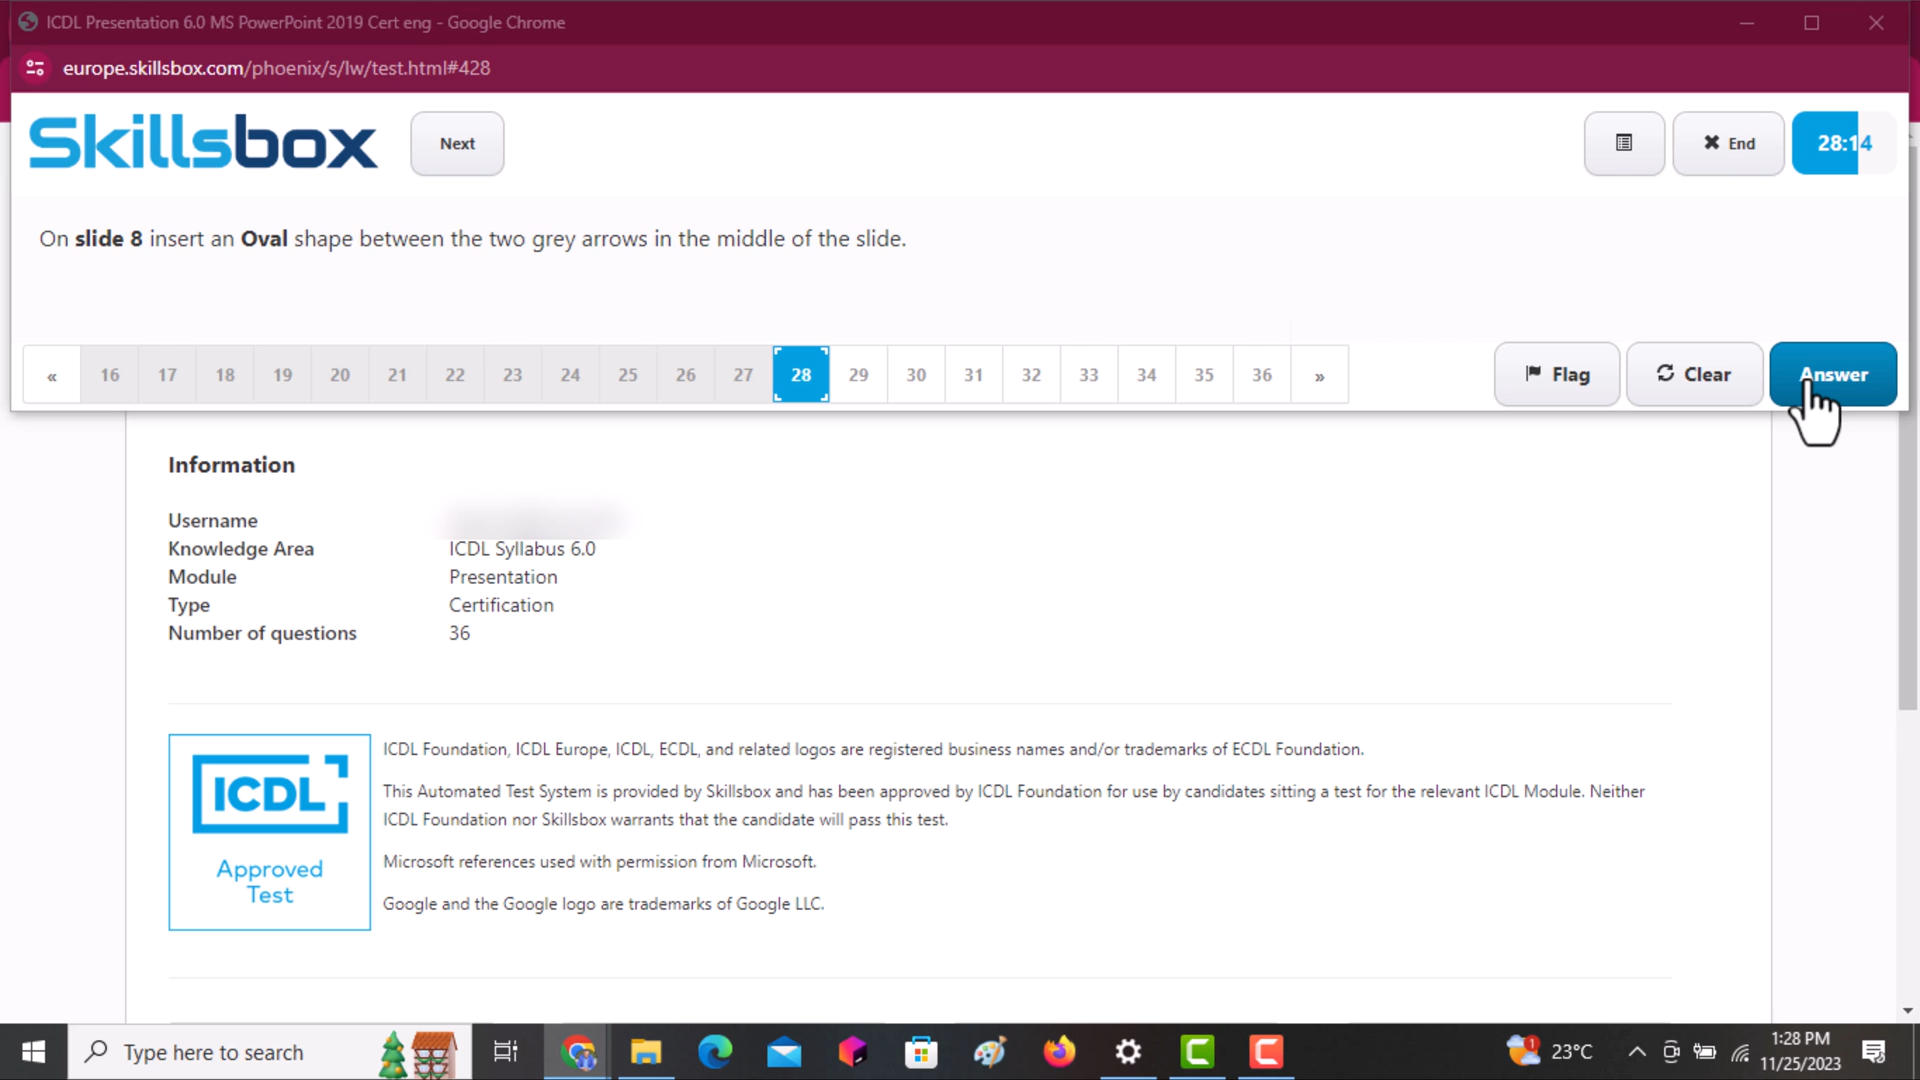 ICDL Presentation 6.0 MS PowerPoint 2019 Cert eng - Google Chrome
europe.skillsbox.com/phoenix/s/lw/test.html#428
Skillsbox
Next
End
28:14
On slide 8 insert an Oval shape between the two grey arrows in the middle of the slide.
« 16 17 18 19 20 21 22 23 24 25 26 27 28 29 30 31 32 33 34 35 36 »
Flag
Clear
Answer
Information
Username
Knowledge Area ICDL Syllabus 6.0
Module Presentation
Type Certification
Number of questions 36
ICDL
Approved
Test
ICDL Foundation, ICDL Europe, ICDL, ECDL, and related logos are registered business names and/or trademarks of ECDL Foundation.
This Automated Test System is provided by Skillsbox and has been approved by ICDL Foundation for use by candidates sitting a test for the relevant ICDL Module. Neither
ICDL Foundation nor Skillsbox warrants that the candidate will pass this test.
Microsoft references used with permission from Microsoft.
Google and the Google logo are trademarks of Google LLC.
Type here to search
1
23°C
1:28 PM
11/25/2023